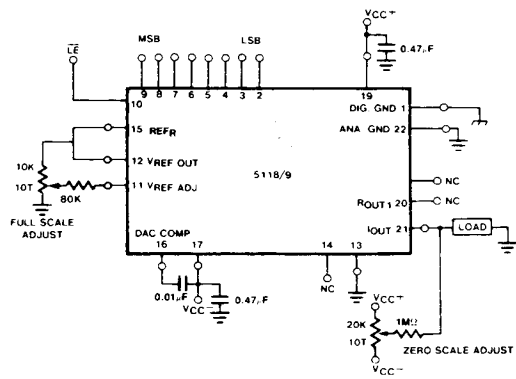 VCC+
MSB LSB
0.47µF
LE
9 8 7 6 5 4 3 2 19
10 DIG. GND 1
15 REFR ANA GND 22
12 VREF OUT
10K 5118/9
11 VREF ADJ NC
10T 80K ROUT1 20 NC
FULL SCALE
ADJUST
IOUT 21 LOAD
DAC COMP
16 17 14 13
0.01µF 0.47µF NC
VCC-
VCC+
20K 1MΩ
10T
ZERO SCALE ADJUST
VCC-